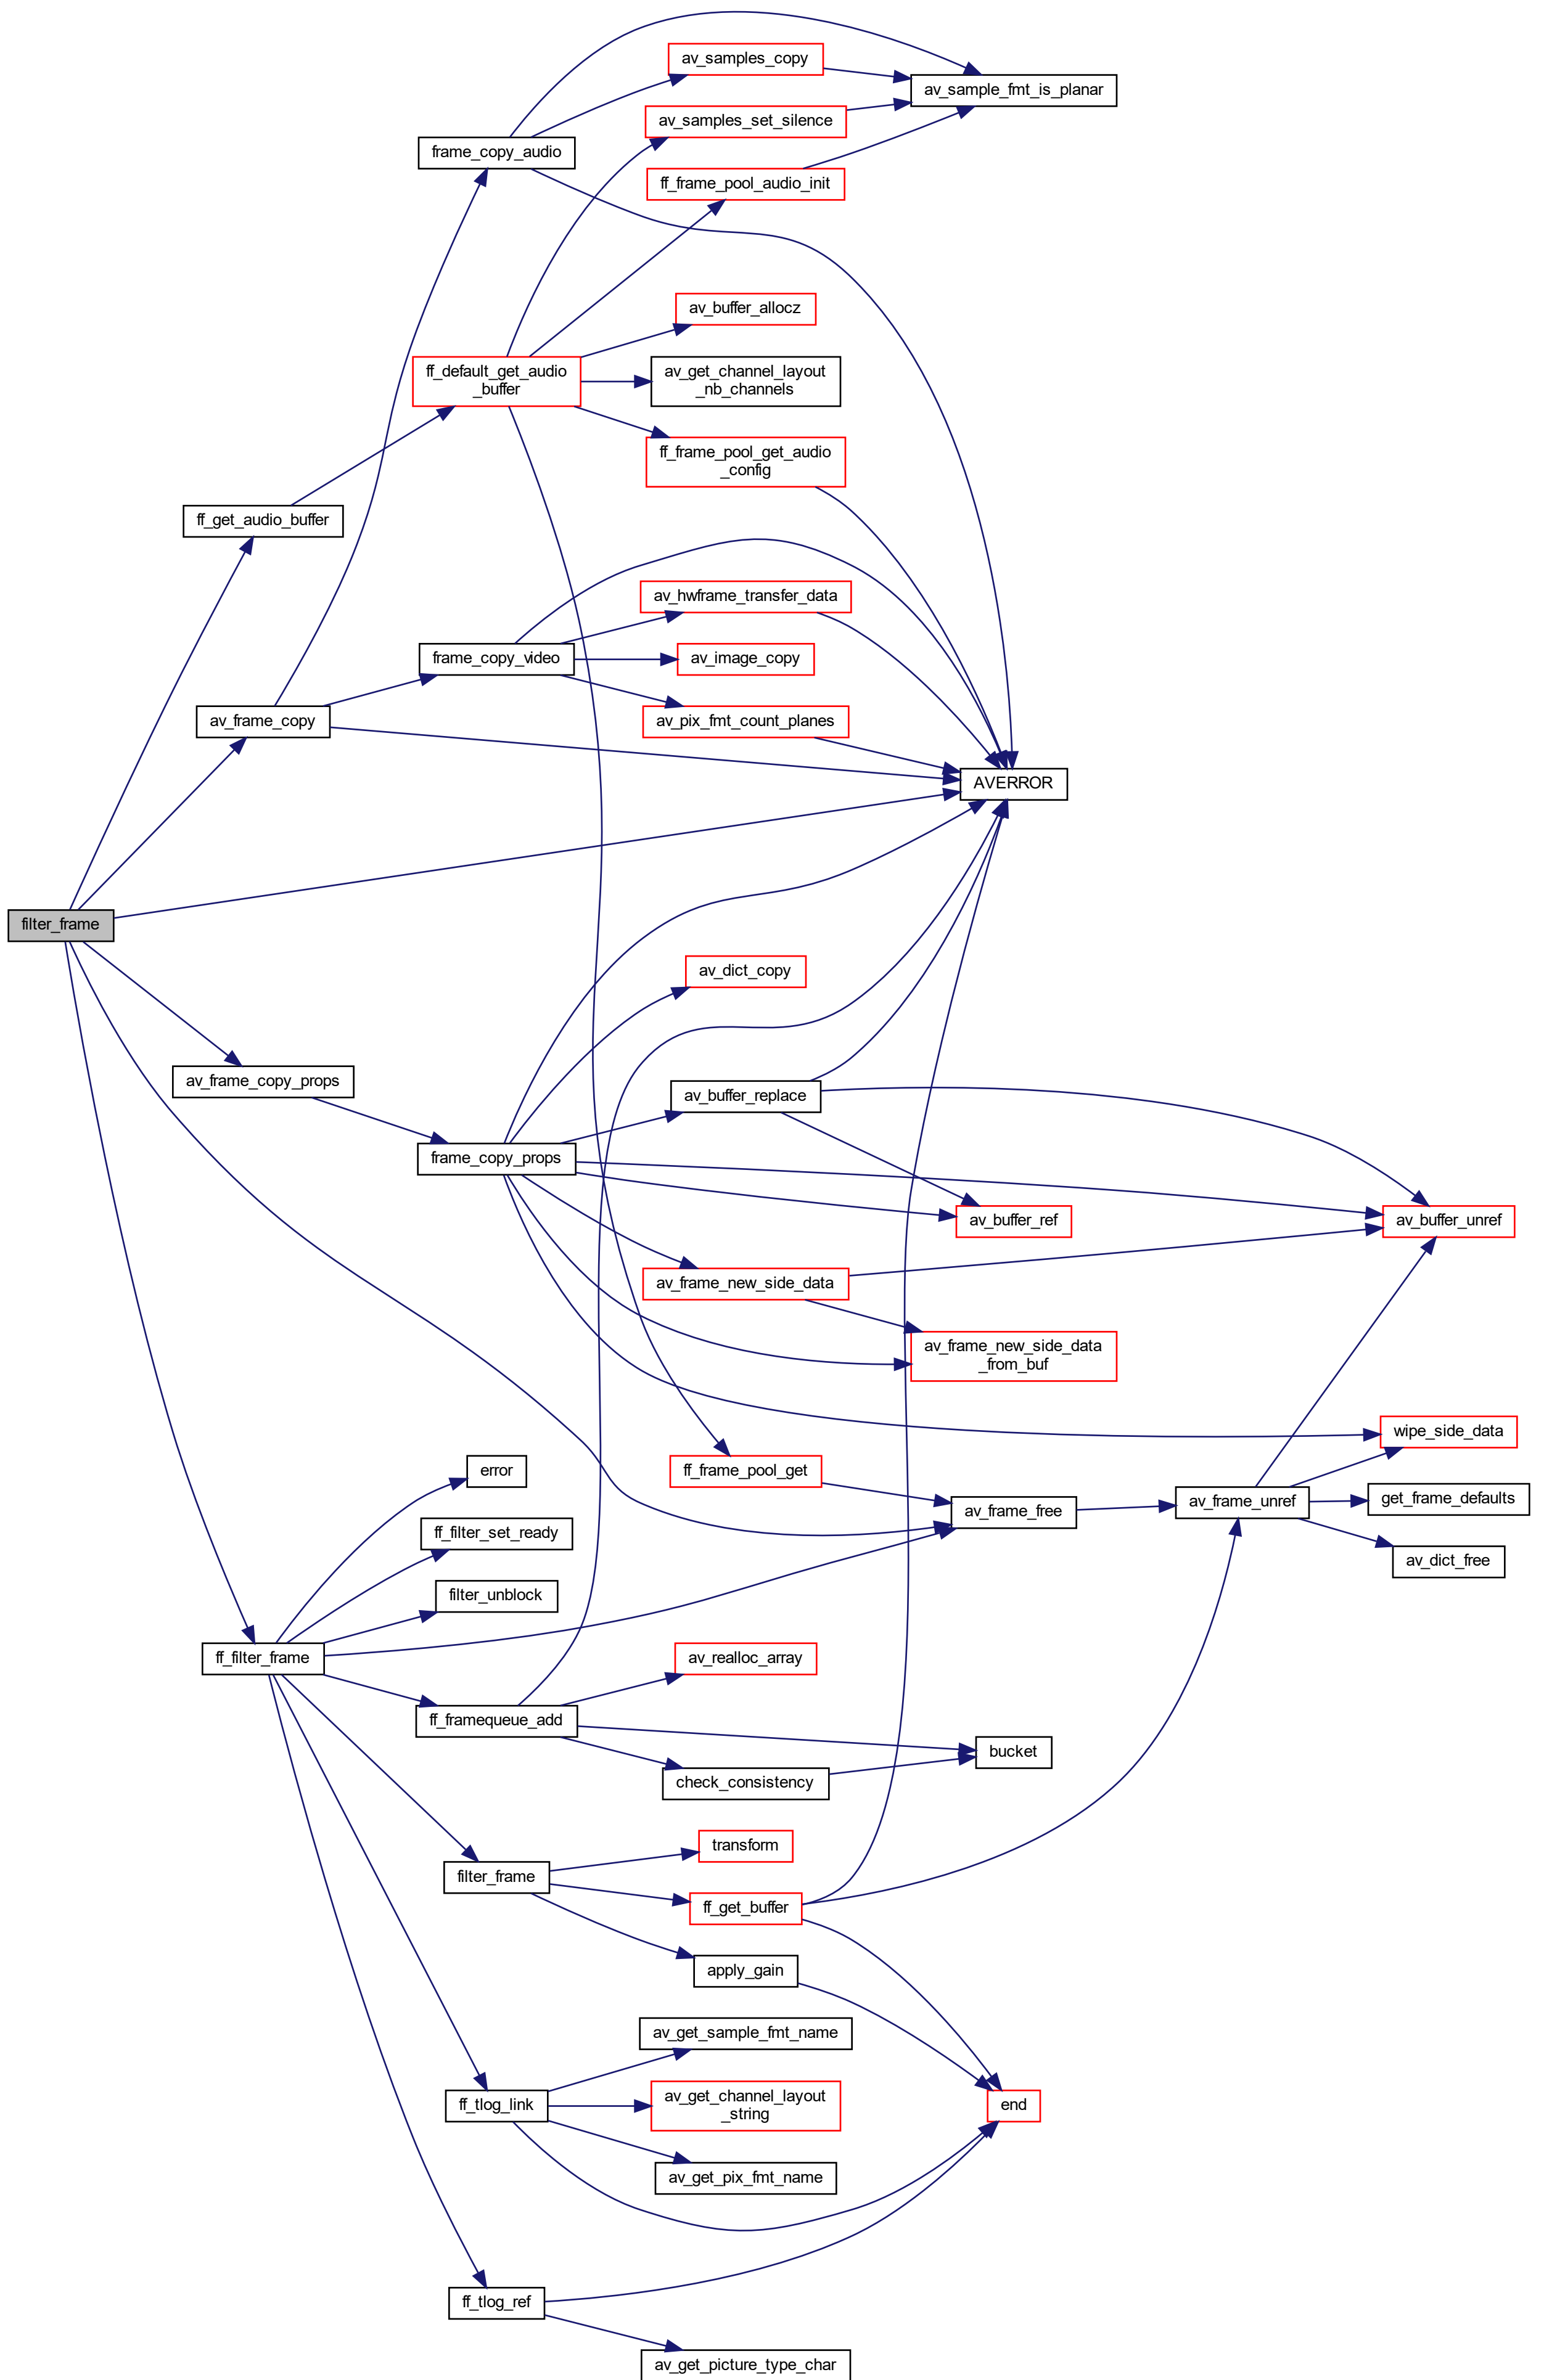 av_samples_copy
av_sample_fmt_is_planar
av_samples_set_silence
frame_copy_audio
ff_frame_pool_audio_init
av_buffer_allocz
ff_default_get_audio
_buffer
av_get_channel_layout
_nb_channels
ff_frame_pool_get_audio
_config
ff_get_audio_buffer
av_hwframe_transfer_data
frame_copy_video
av_image_copy
av_frame_copy
av_pix_fmt_count_planes
AVERROR
filter_frame
av_dict_copy
av_frame_copy_props
av_buffer_replace
frame_copy_props
av_buffer_ref
av_buffer_unref
av_frame_new_side_data
av_frame_new_side_data
_from_buf
wipe_side_data
error
ff_frame_pool_get
get_frame_defaults
av_frame_unref
av_frame_free
ff_filter_set_ready
av_dict_free
filter_unblock
ff_filter_frame
av_realloc_array
ff_framequeue_add
bucket
check_consistency
transform
filter_frame
ff_get_buffer
apply_gain
av_get_sample_fmt_name
ff_tlog_link
av_get_channel_layout
_string
end
av_get_pix_fmt_name
ff_tlog_ref
av_get_picture_type_char